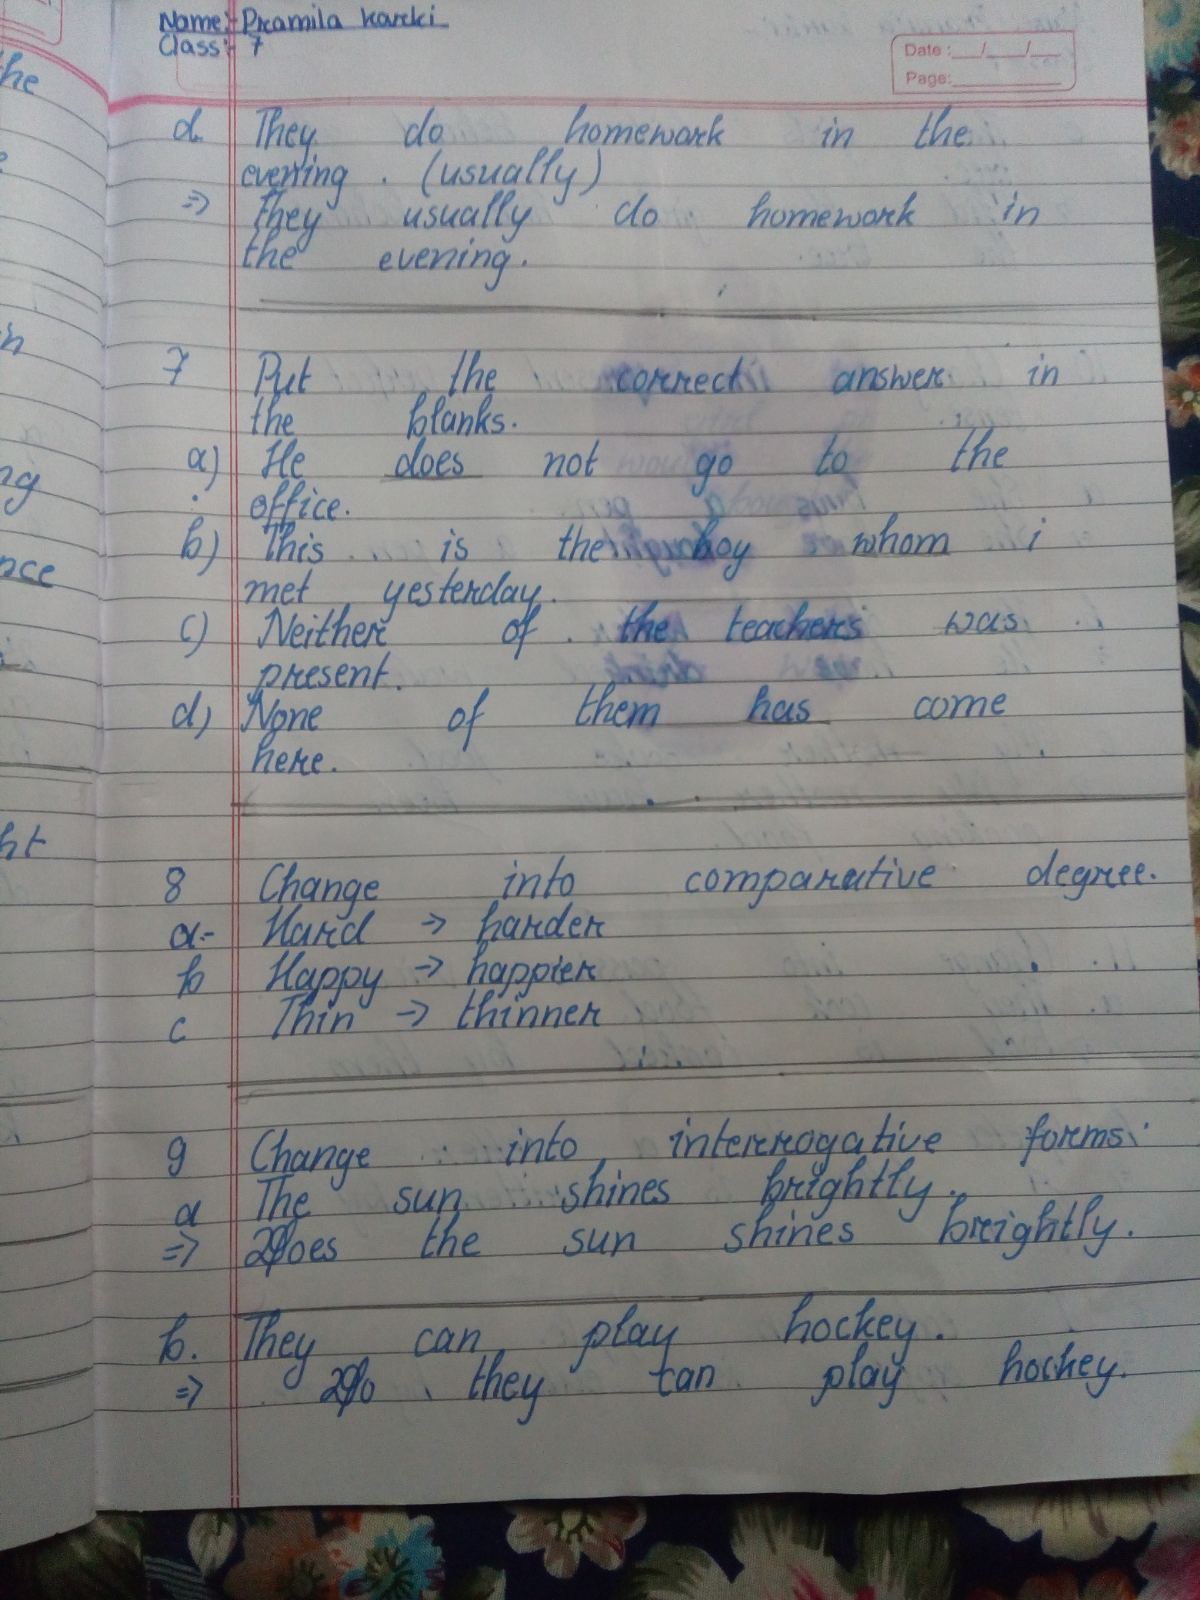 Name:- Pramila karki
Class:- 7
Date :___/___/___
Page:
he
d. They do homework in the
evening. (usually)
=> They usually do homework in
the evening.
7 Put the correct answer in
the blanks.
ng
a) He does not go to the
office.
b) This is the boy whom i
met yesterday.
c) Neither of the teachers was
present.
d) None of them has come
here.
ht
8 Change into comparative degree.
a- Hard -> harder
b Happy -> happier
c Thin -> thinner
9 Change into interrogative forms.
a The sun shines brightly.
=> Does the sun shines brightly.
b. They can play hockey.
=> Do they can play hockey.